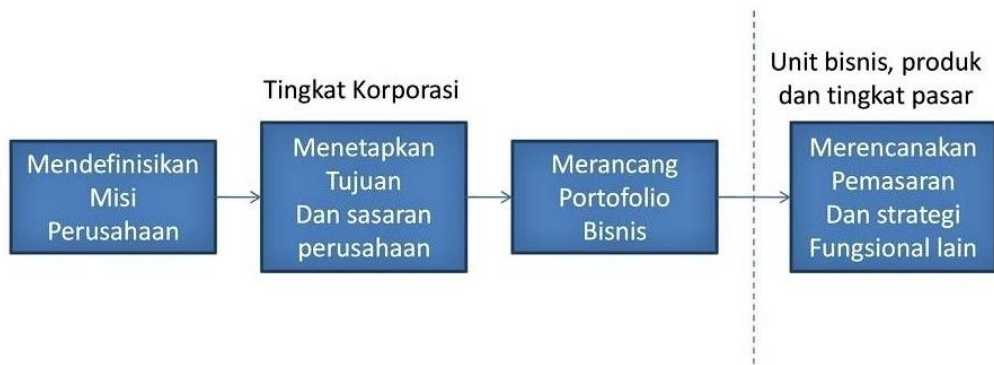 Tingkat Korporasi
Unit bisnis, produk
dan tingkat pasar
Mendefinisikan
Misi
Perusahaan
Menetapkan
Tujuan
Dan sasaran
perusahaan
Merancang
Portofolio
Bisnis
Merencanakan
Pemasaran
Dan strategi
Fungsional lain